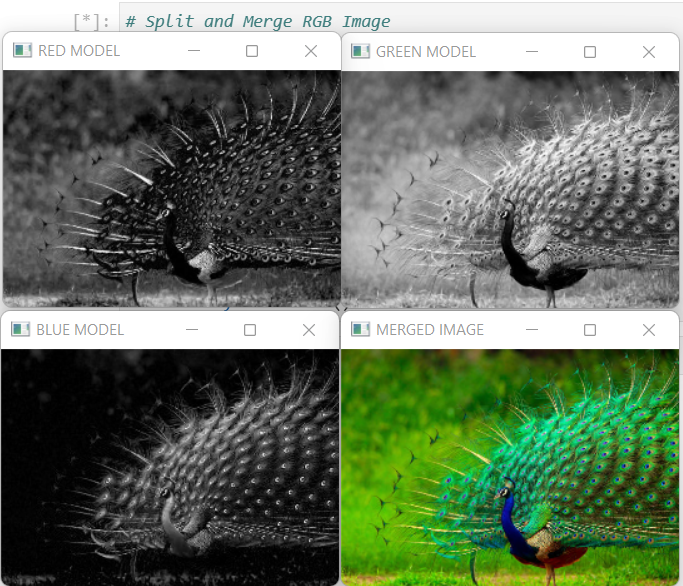 [*]: # Split and Merge RGB Image
RED MODEL
GREEN MODEL
BLUE MODEL
MERGED IMAGE